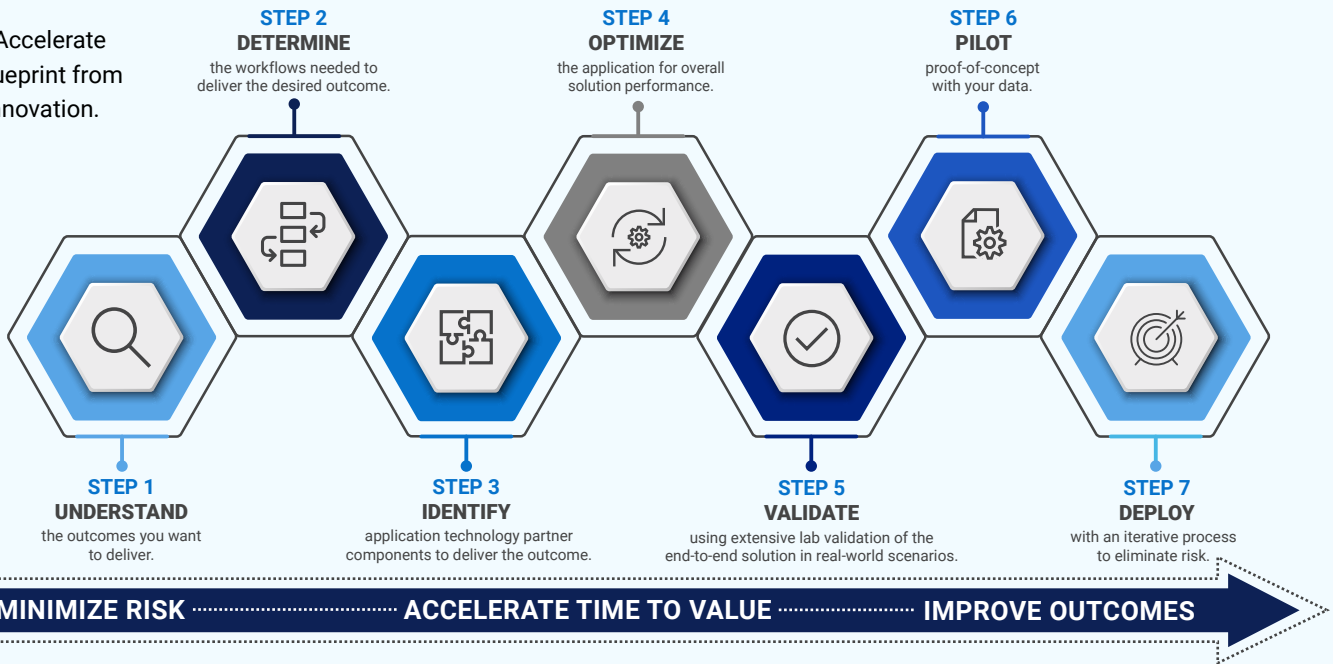 Accelerate
ueprint from
novation.
STEP 1
UNDERSTAND
the outcomes you want
to deliver.
STEP 2
DETERMINE
the workflows needed to
deliver the desired outcome.
STEP 3
IDENTIFY
application technology partner
components to deliver the outcome.
STEP 4
OPTIMIZE
the application for overall
solution performance.
STEP 5
VALIDATE
using extensive lab validation of the
end-to-end solution in real-world scenarios.
STEP 6
PILOT
proof-of-concept
with your data.
STEP 7
DEPLOY
with an iterative process
to eliminate risk.
MINIMIZE RISK ACCELERATE TIME TO VALUE IMPROVE OUTCOMES